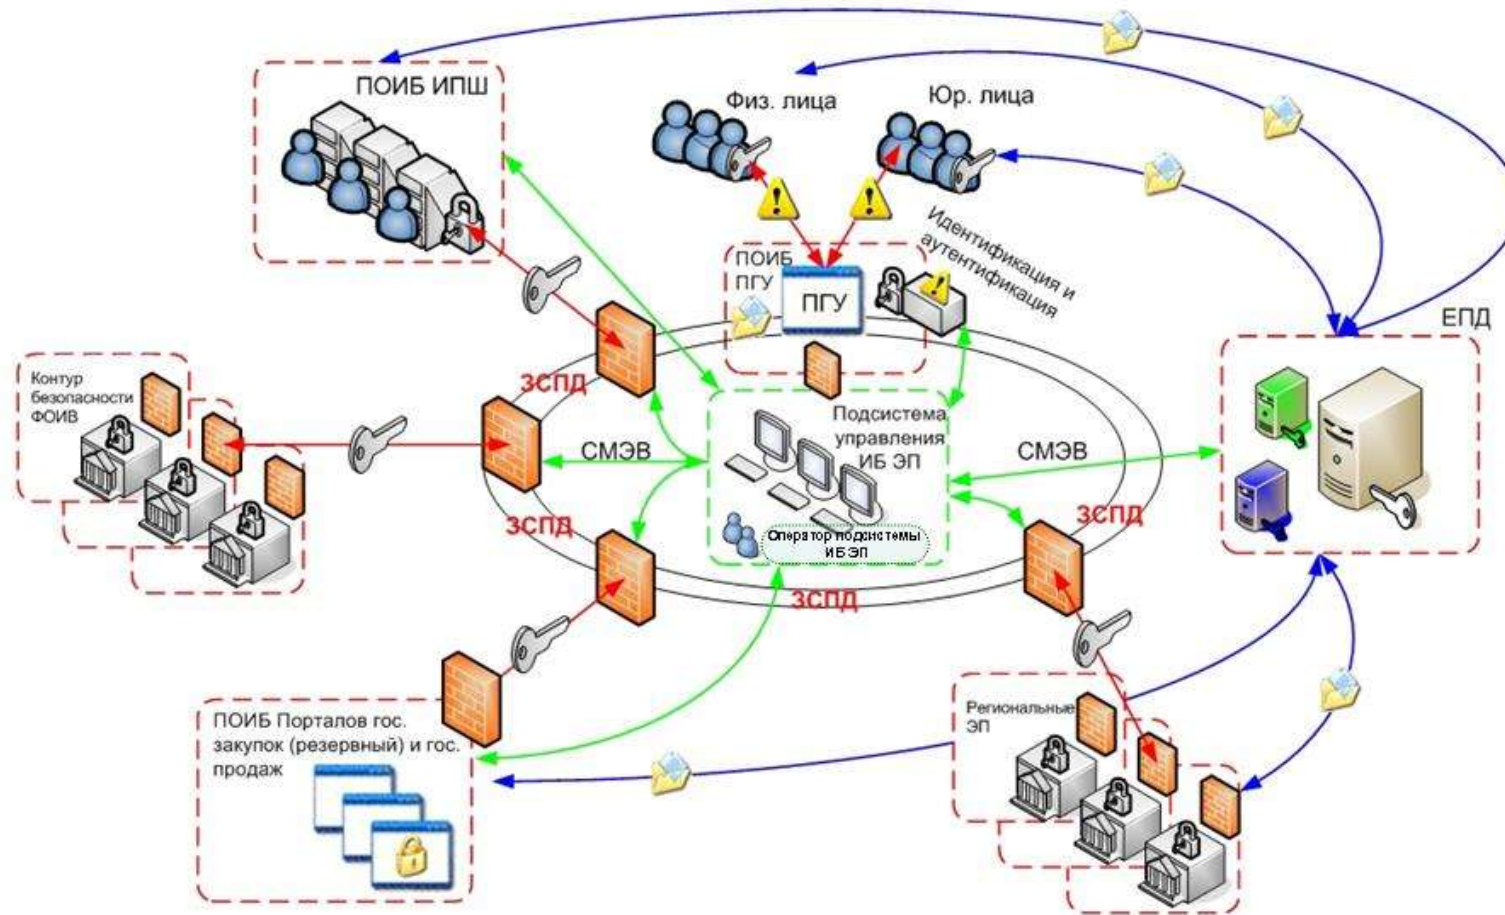 ПОИБ ИПШ
Физ. лица
Юр. лица
Идентификация и
аутентификация
ПОИБ
ПГУ
ПГУ
ЕПД
Контур
безопасности
ФОИВ
ЗСПД
СМЭВ
Подсистема
управления
ИБ ЭП
СМЭВ
ЗСПД
ЗСПД
Оператор подсистемы
ИБ ЭП
ЗСПД
ПОИБ Порталов гос.
закупок (резервный) и гос.
продаж
Региональные
ЭП